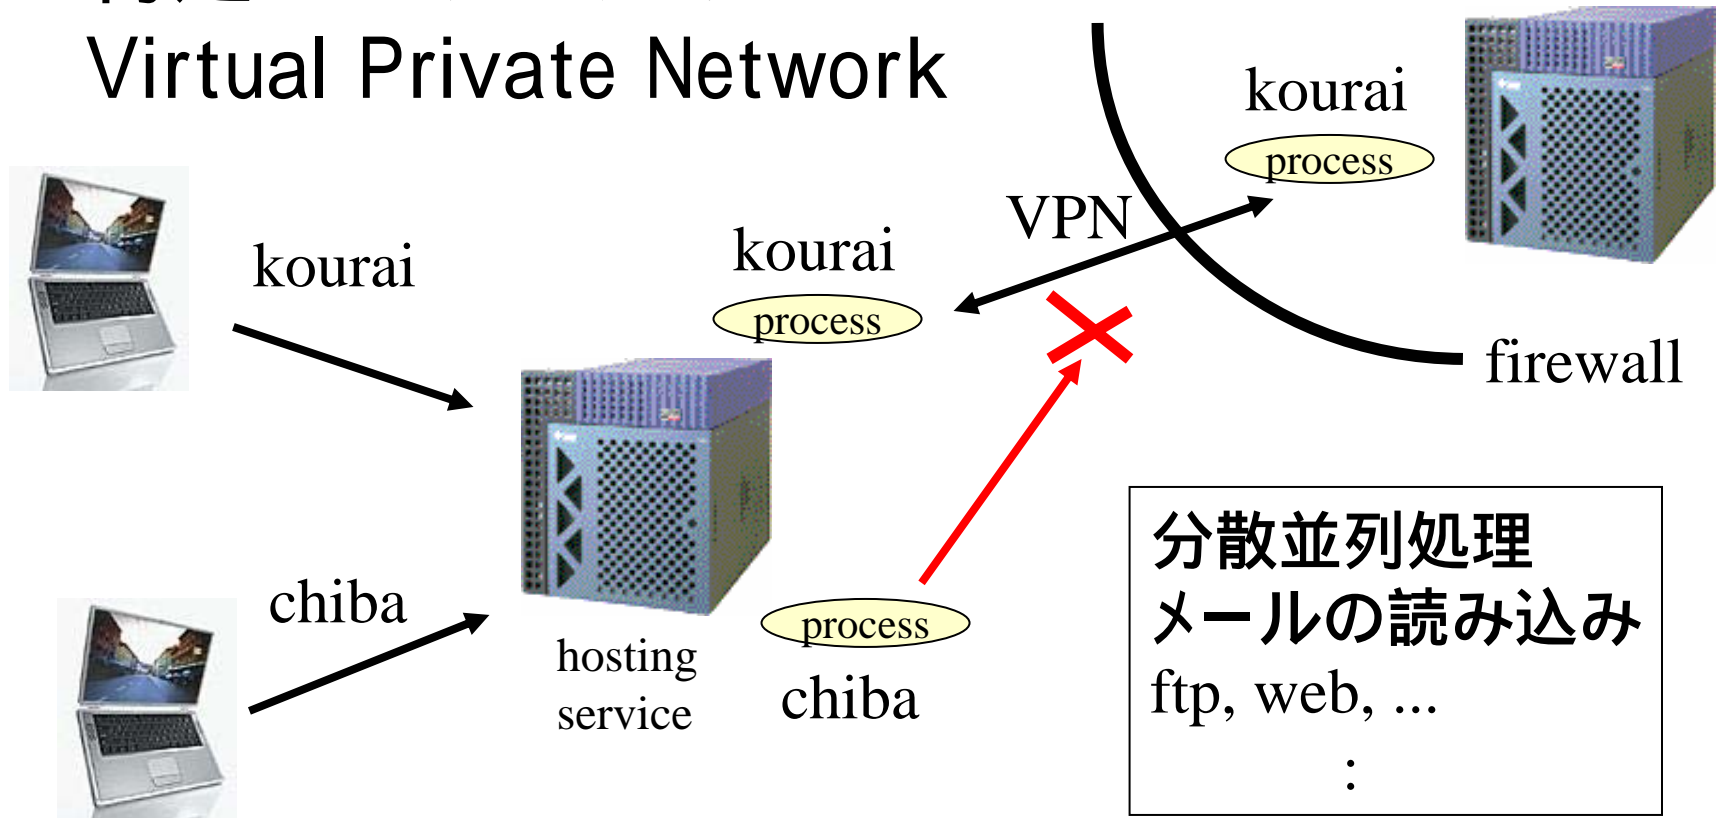 Virtual Private Network
kourai
process
VPN
kourai
kourai
process
firewall
chiba
hosting
service
process
chiba
分散並列処理
メールの読み込み
ftp, web, ...
: